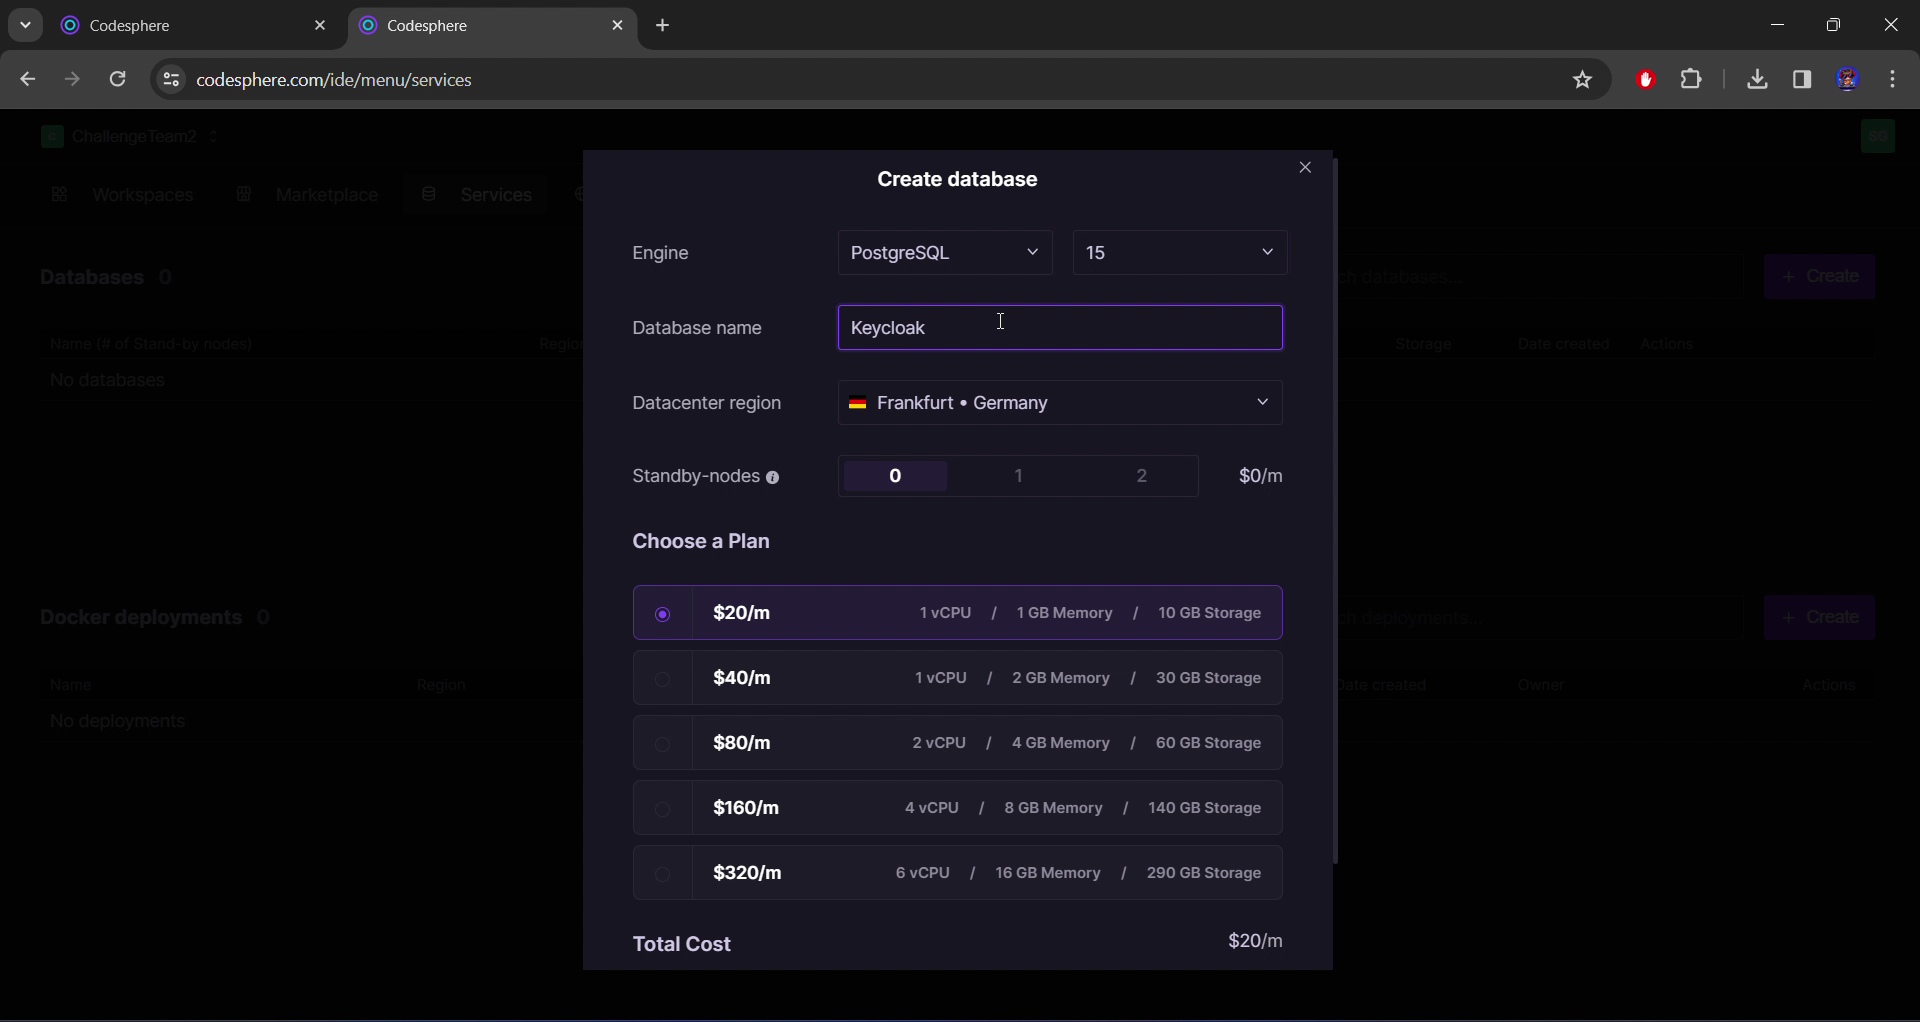 Codesphere
Codesphere
codesphere.com/ide/menu/services
ChallengeTeam2
SG
Workspaces
Marketplace
Services
Databases 0
ch databases...
+ Create
Name (# of Stand-by nodes)
Region
Storage
Date created
Actions
No databases
Docker deployments 0
ch deployments...
+ Create
Name
Region
Date created
Owner
Actions
No deployments
Create database
Engine
PostgreSQL
15
Database name
Keycloak
Datacenter region
Frankfurt • Germany
Standby-nodes
0
1
2
$0/m
Choose a Plan
$20/m 1 vCPU / 1 GB Memory / 10 GB Storage
$40/m 1 vCPU / 2 GB Memory / 30 GB Storage
$80/m 2 vCPU / 4 GB Memory / 60 GB Storage
$160/m 4 vCPU / 8 GB Memory / 140 GB Storage
$320/m 6 vCPU / 16 GB Memory / 290 GB Storage
Total Cost $20/m